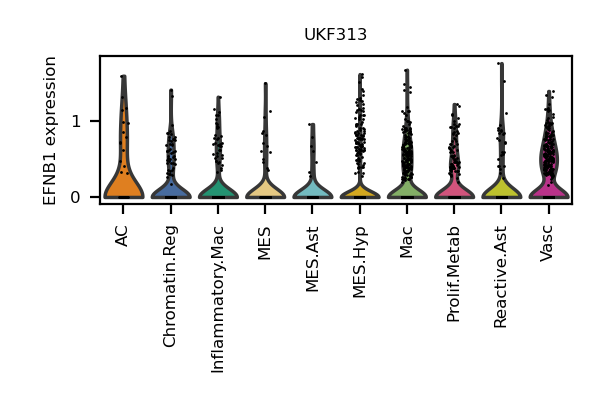 UKF313
EFNB1 expression
1
0
AC
Chromatin.Reg
Inflammatory.Mac
MES
MES.Ast
MES.Hyp
Mac
Prolif.Metab
Reactive.Ast
Vasc